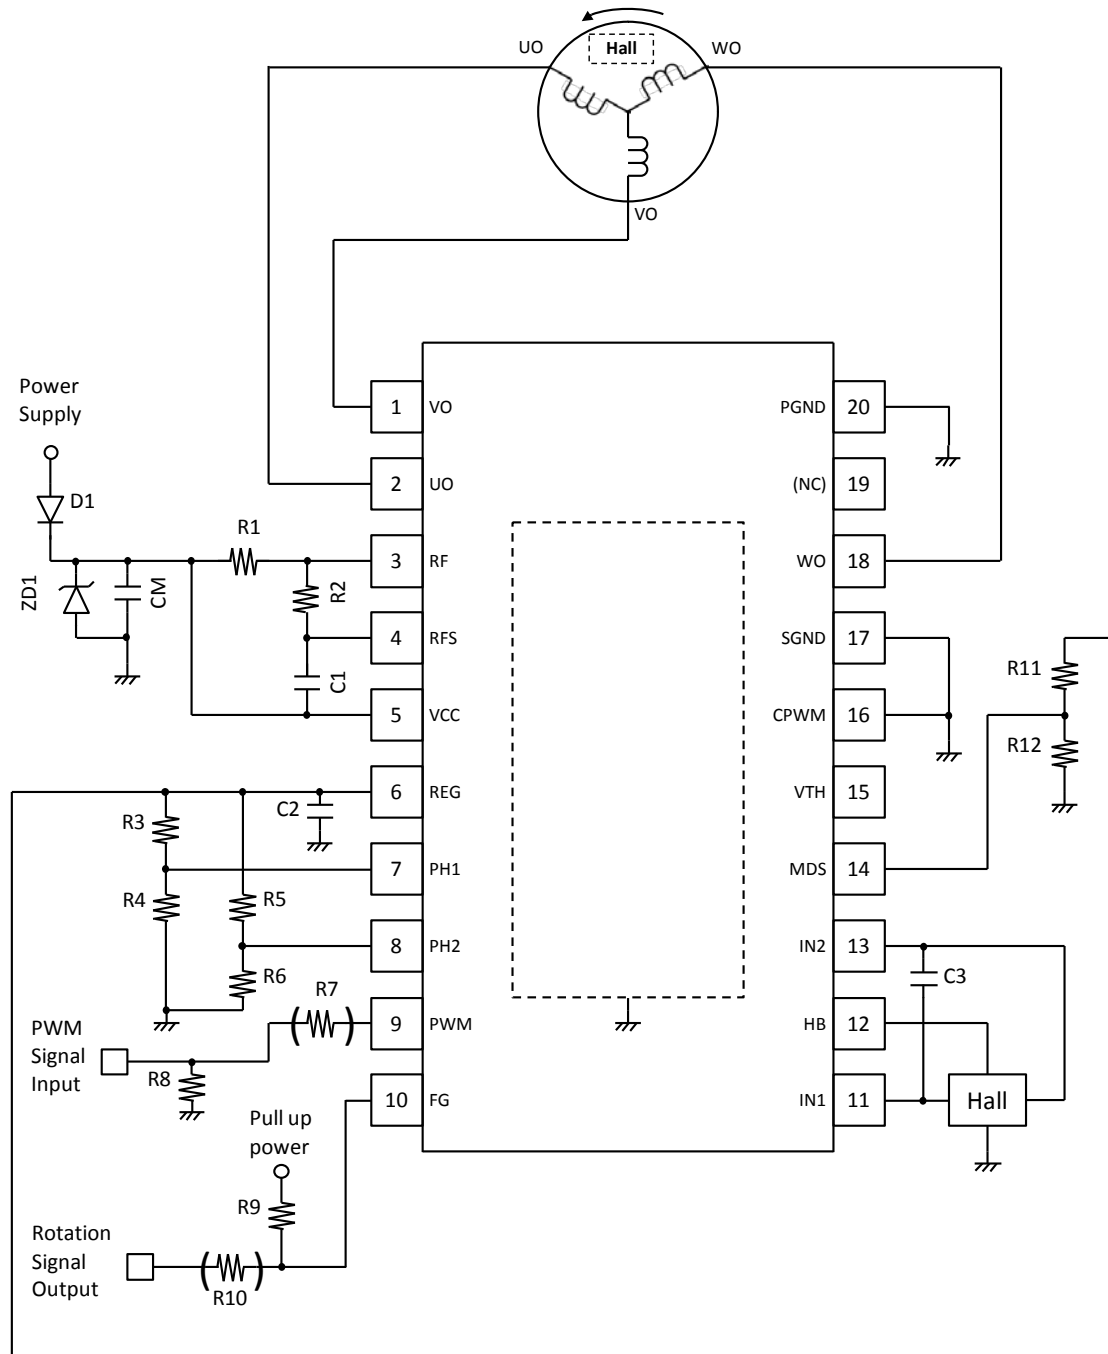 UO
Hall
WO
VO
Power
Supply
D1
ZD1
CM
R1
R2
C1
1 VO
2 UO
3 RF
4 RFS
5 VCC
6 REG
7 PH1
8 PH2
9 PWM
10 FG
PGND 20
(NC) 19
WO 18
SGND 17
CPWM 16
VTH 15
MDS 14
IN2 13
HB 12
IN1 11
R11
R12
C2
R3
R4
R5
R6
(R7)
PWM
Signal
Input
R8
C3
Hall
Pull up
power
R9
Rotation
Signal
Output
(R10)